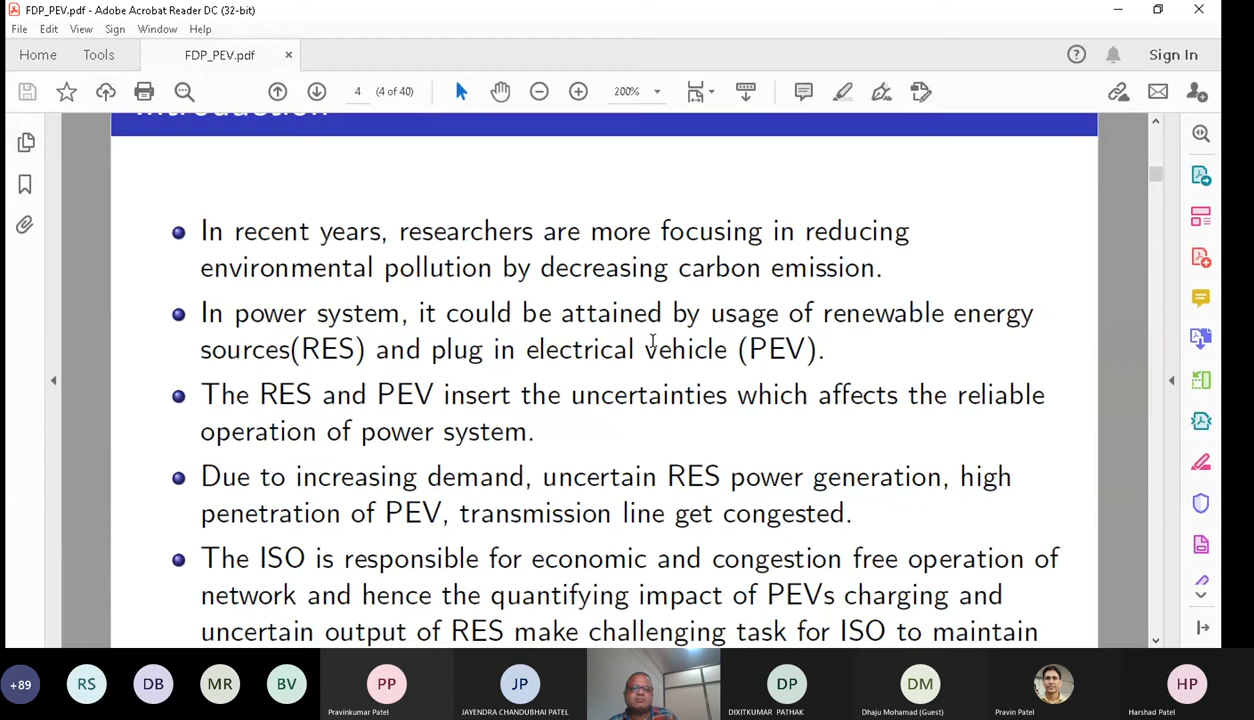 FDP_PEV.pdf - Adobe Acrobat Reader DC (32-bit)
File Edit View Sign Window Help
Home Tools FDP_PEV.pdf Sign In
4 (4 of 40) 200%
Introduction
In recent years, researchers are more focusing in reducing
environmental pollution by decreasing carbon emission.
In power system, it could be attained by usage of renewable energy
sources(RES) and plug in electrical vehicle (PEV).
The RES and PEV insert the uncertainties which affects the reliable
operation of power system.
Due to increasing demand, uncertain RES power generation, high
penetration of PEV, transmission line get congested.
The ISO is responsible for economic and congestion free operation of
network and hence the quantifying impact of PEVs charging and
uncertain output of RES make challenging task for ISO to maintain
+89 RS DB MR BV PP JP DP DM HP
Pravinkumar Patel JAYENDRA CHANDUBHAI PATEL DIXITKUMAR PATHAK Dhaju Mohamad (Guest) Pravin Patel Harshad Patel